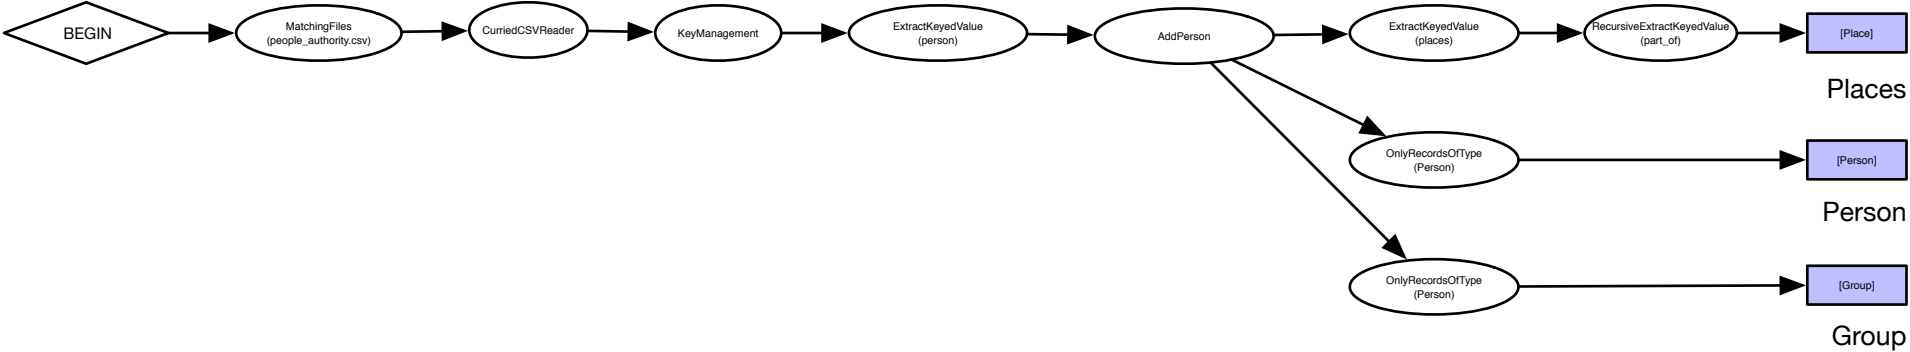 BEGIN
MatchingFiles
(people_authority.csv)
CurriedCSVReader
KeyManagement
ExtractKeyedValue
(person)
AddPerson
ExtractKeyedValue
(places)
RecursiveExtractKeyedValue
(part_of)
[Place]
Places
OnlyRecordsOfType
(Person)
[Person]
Person
OnlyRecordsOfType
(Person)
[Group]
Group